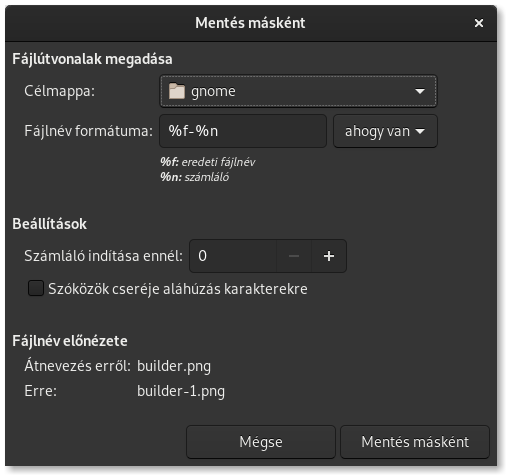 Mentés másként
Fájlútvonalak megadása
Célmappa: gnome
Fájlnév formátuma: %f-%n ahogy van
%f: eredeti fájlnév
%n: számláló
Beállítások
Számláló indítása ennél: 0 − +
Szóközök cseréje aláhúzás karakterekre
Fájlnév előnézete
Átnevezés erről: builder.png
Erre: builder-1.png
Mégse Mentés másként